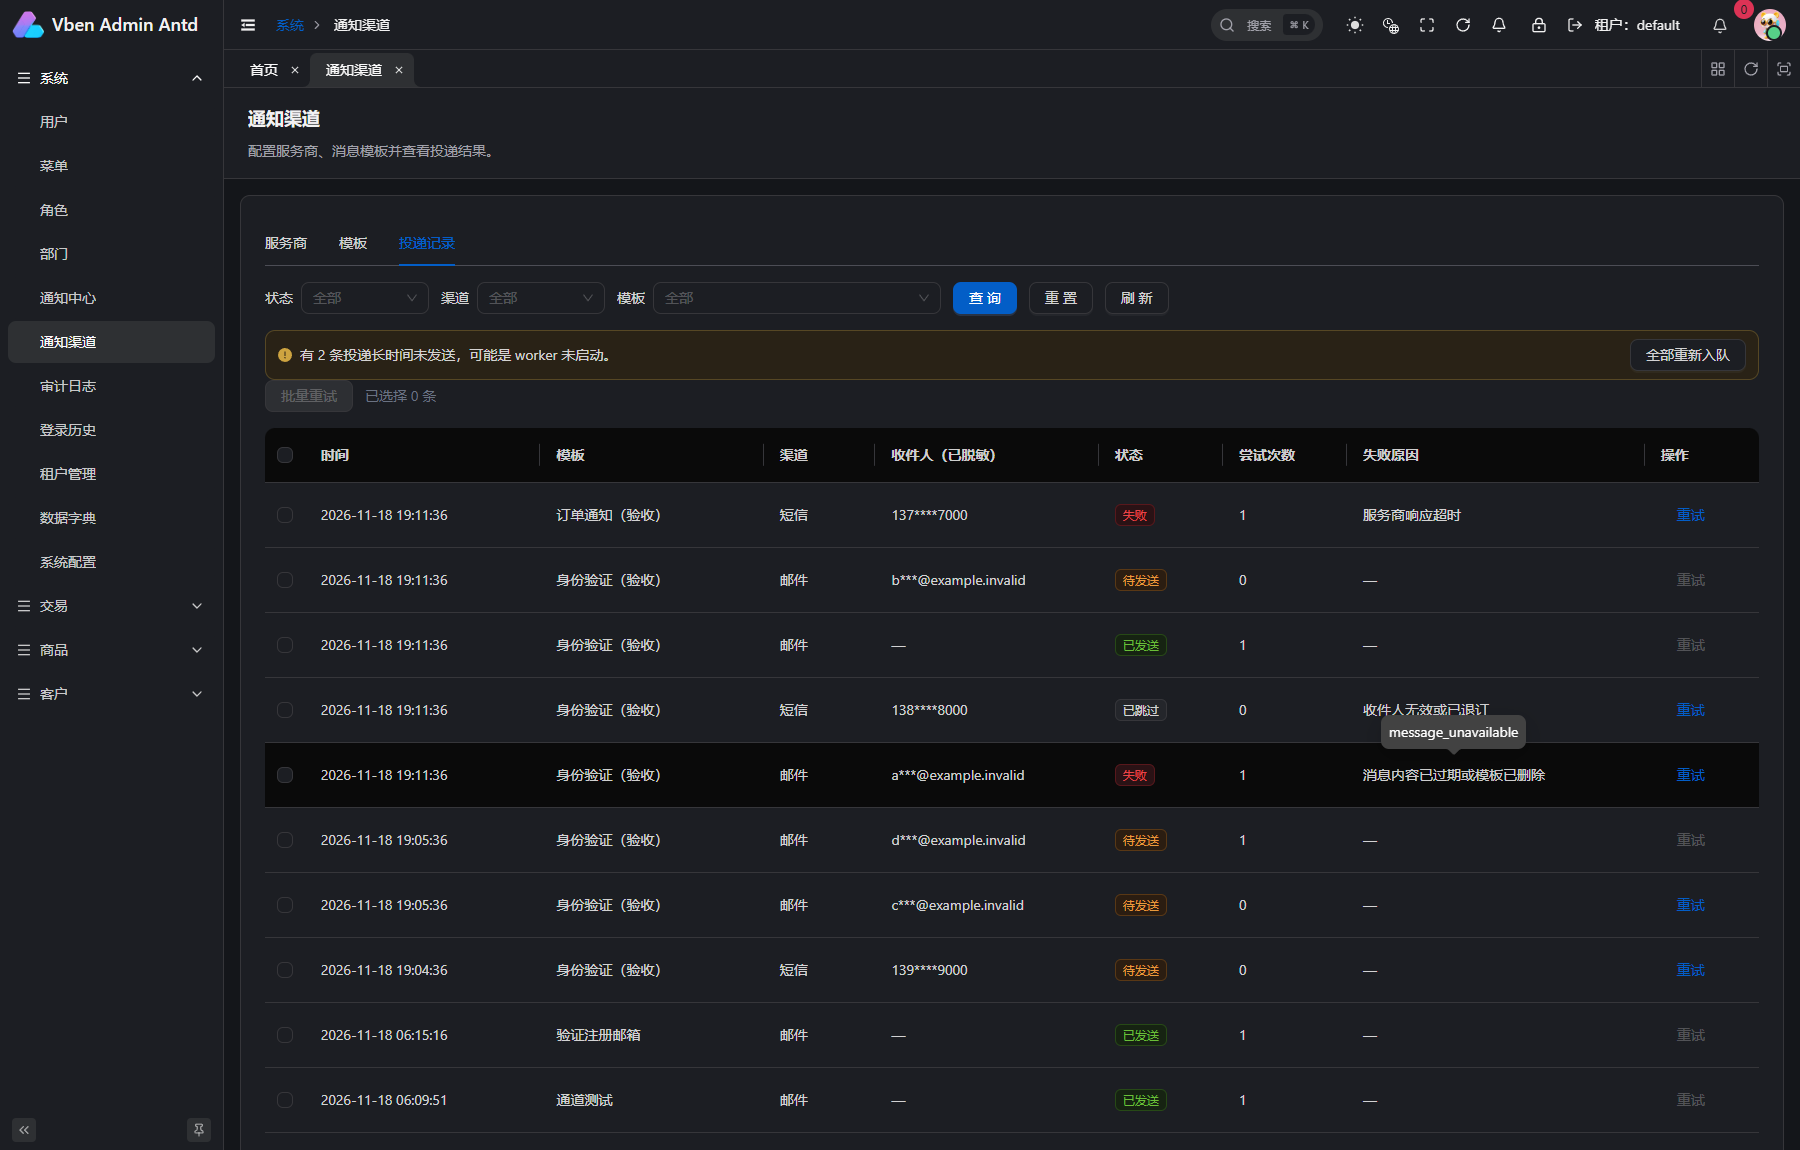 Vben Admin Antd
系统
通知渠道
搜索
⌘ K
租户：default
0
系统
用户
菜单
角色
部门
通知中心
通知渠道
审计日志
登录历史
租户管理
数据字典
系统配置
交易
商品
客户
首页
通知渠道
通知渠道
配置服务商、消息模板并查看投递结果。
服务商 模板 投递记录
状态 全部 渠道 全部 模板 全部 查 询 重 置 刷 新
有 2 条投递长时间未发送，可能是 worker 未启动。 全部重新入队
批量重试 已选择 0 条
时间 模板 渠道 收件人（已脱敏） 状态 尝试次数 失败原因 操作
2026-11-18 19:11:36 订单通知（验收） 短信 137****7000 失败 1 服务商响应超时 重试
2026-11-18 19:11:36 身份验证（验收） 邮件 b***@example.invalid 待发送 0 — 重试
2026-11-18 19:11:36 身份验证（验收） 邮件 — 已发送 1 — 重试
2026-11-18 19:11:36 身份验证（验收） 短信 138****8000 已跳过 0 收件人无效或已退订 重试
message_unavailable
2026-11-18 19:11:36 身份验证（验收） 邮件 a***@example.invalid 失败 1 消息内容已过期或模板已删除 重试
2026-11-18 19:05:36 身份验证（验收） 邮件 d***@example.invalid 待发送 1 — 重试
2026-11-18 19:05:36 身份验证（验收） 邮件 c***@example.invalid 待发送 0 — 重试
2026-11-18 19:04:36 身份验证（验收） 短信 139****9000 待发送 0 — 重试
2026-11-18 06:15:16 验证注册邮箱 邮件 — 已发送 1 — 重试
2026-11-18 06:09:51 通道测试 邮件 — 已发送 1 — 重试